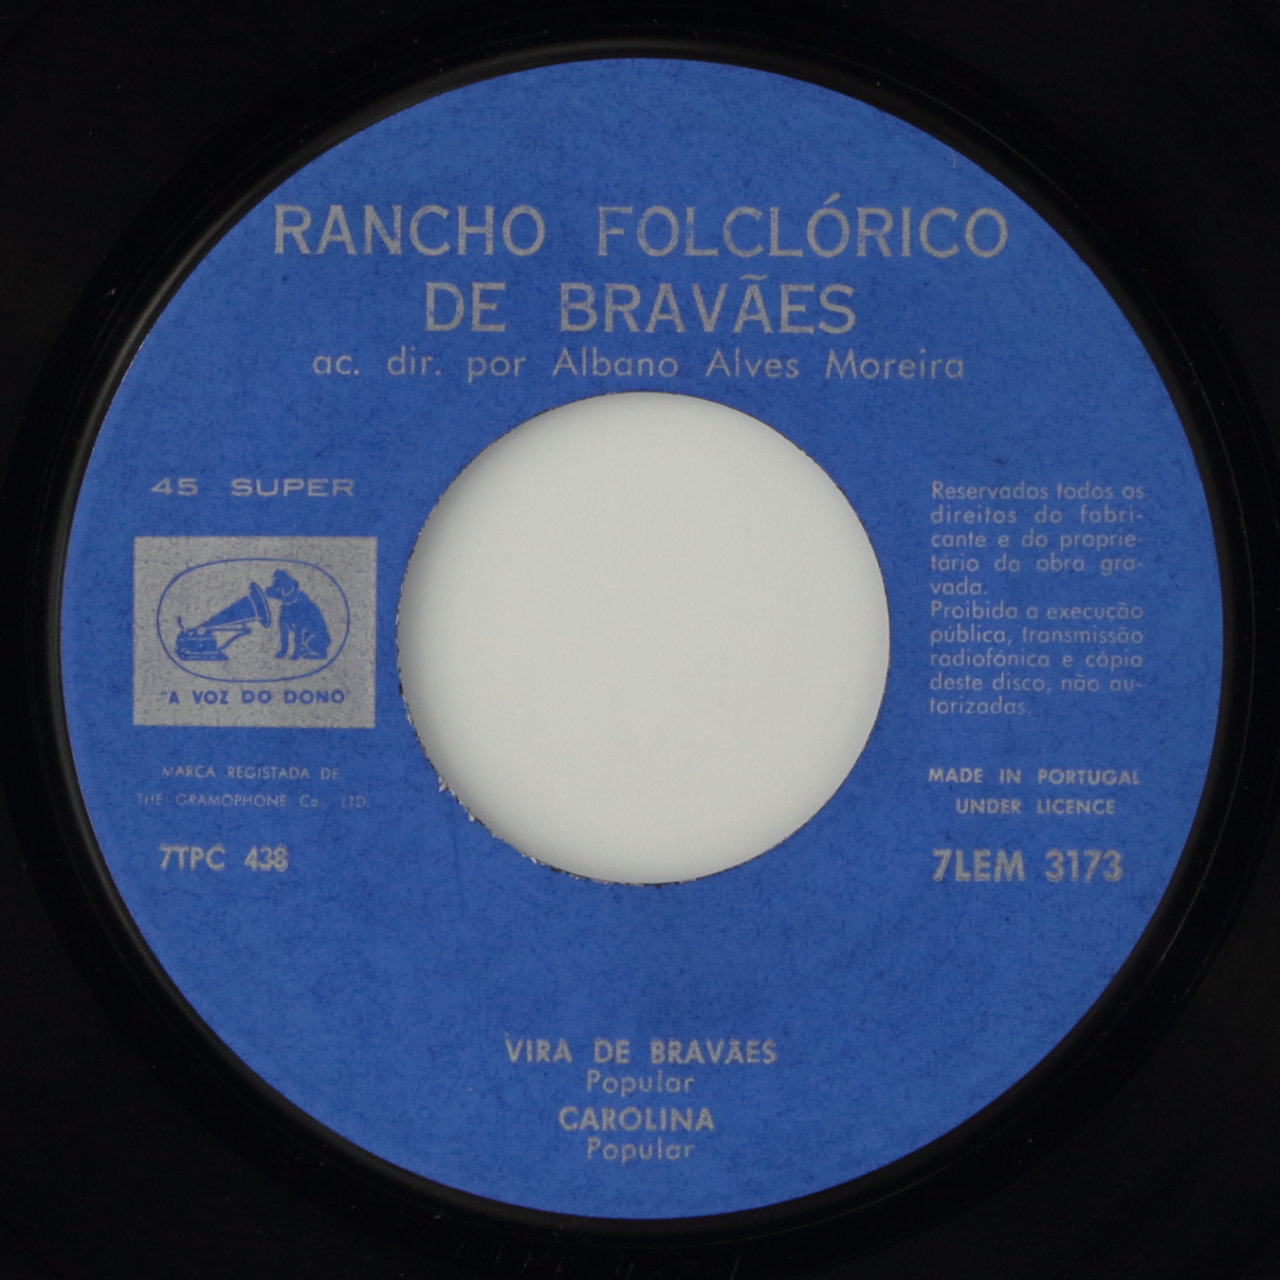 RANCHO FOLCLÓRICO
DE BRAVÃES
ac. dir. por Albano Alves Moreira
45 SUPER
"A VOZ DO DONO
MARCA REGISTADA DE
THE GRAMOPHONE Co., LTD
7TPC 438
Reservados todos os
direitos do fabri-
cante e do proprie-
tário da obra gra-
vada.
Proibida a execução
pública, transmissão
radiofónica e cópia
deste disco, não au-
torizadas.
MADE IN PORTUGAL
UNDER LICENCE
7LEM 3173
VIRA DE BRAVÃES
Popular
CAROLINA
Popular